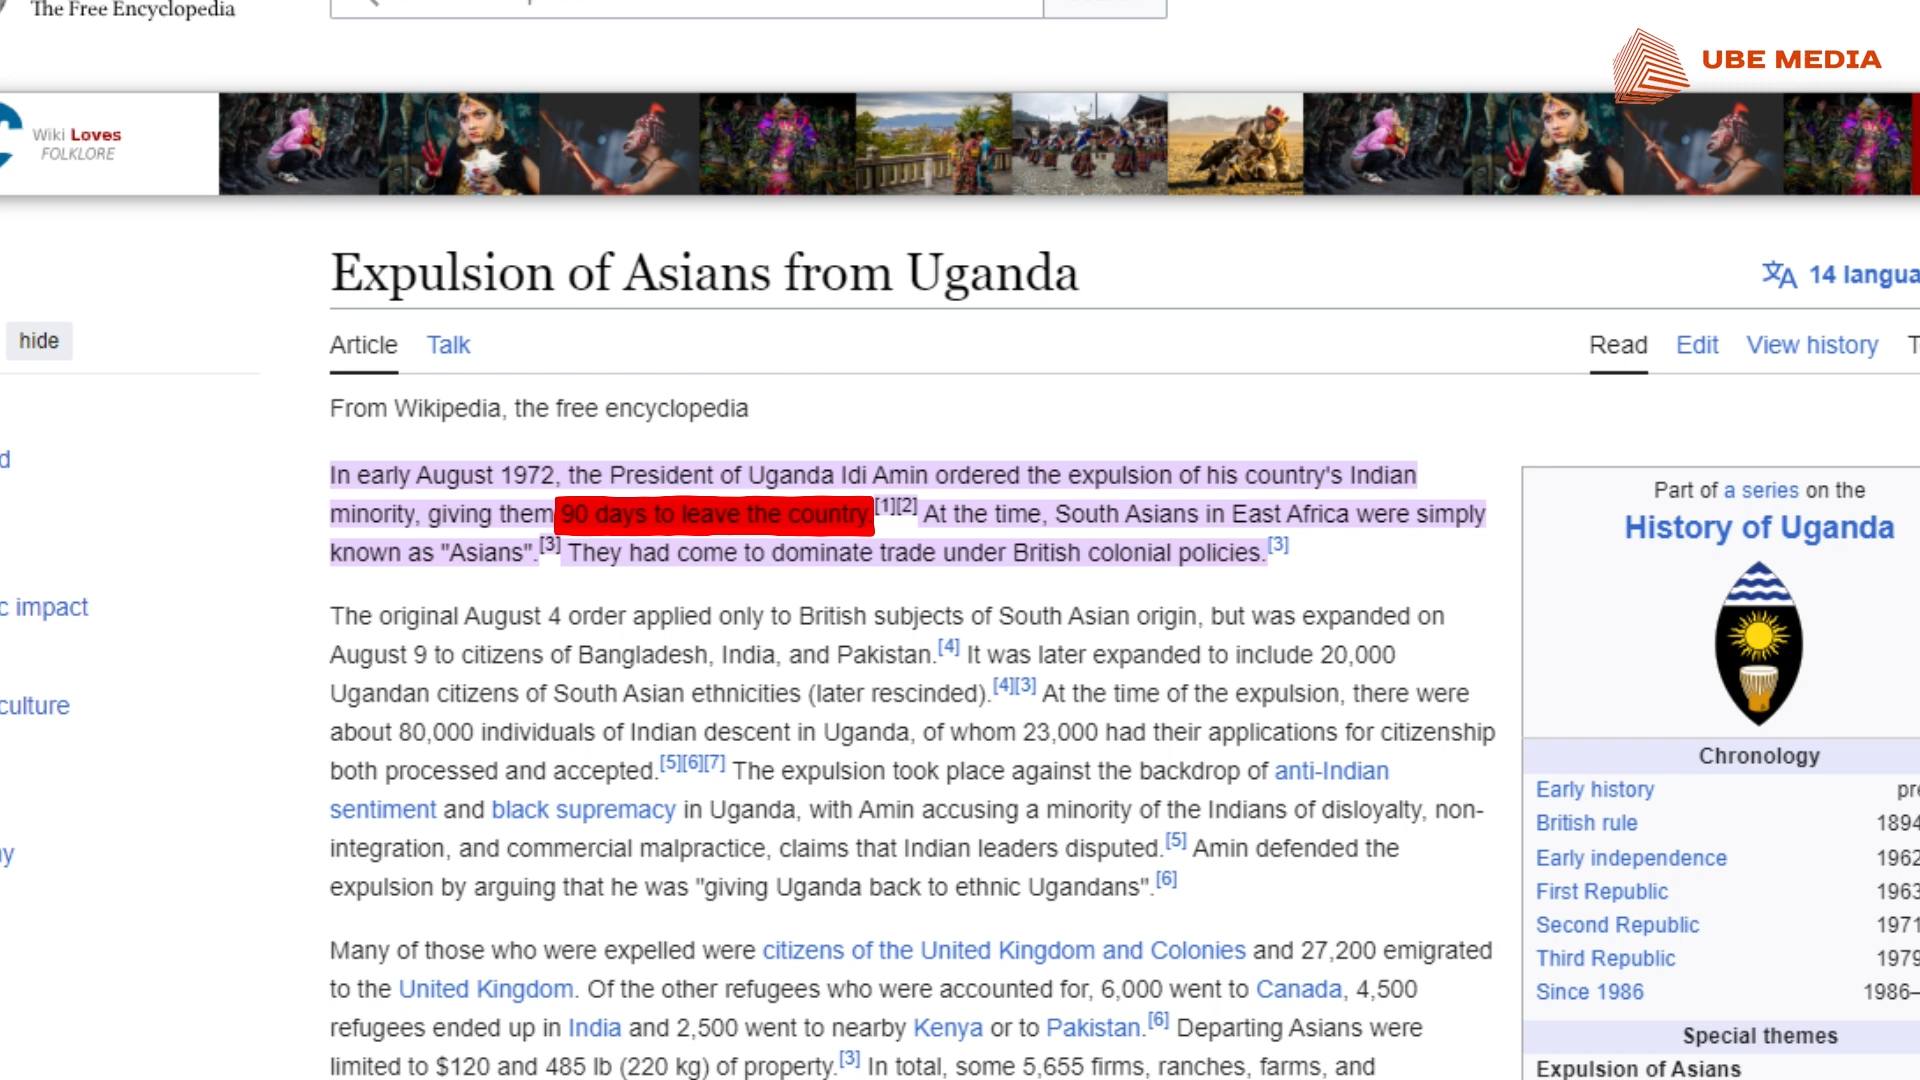 The Free Encyclopedia
UBE MEDIA
Wiki Loves
FOLKLORE
Expulsion of Asians from Uganda
14 langua
hide
Article Talk
Read Edit View history
From Wikipedia, the free encyclopedia
In early August 1972, the President of Uganda Idi Amin ordered the expulsion of his country's Indian
minority, giving them 90 days to leave the country.[1][2] At the time, South Asians in East Africa were simply
known as "Asians".[3] They had come to dominate trade under British colonial policies.[3]
The original August 4 order applied only to British subjects of South Asian origin, but was expanded on
August 9 to citizens of Bangladesh, India, and Pakistan.[4] It was later expanded to include 20,000
Ugandan citizens of South Asian ethnicities (later rescinded).[4][3] At the time of the expulsion, there were
about 80,000 individuals of Indian descent in Uganda, of whom 23,000 had their applications for citizenship
both processed and accepted.[5][6][7] The expulsion took place against the backdrop of anti-Indian
sentiment and black supremacy in Uganda, with Amin accusing a minority of the Indians of disloyalty, non-
integration, and commercial malpractice, claims that Indian leaders disputed.[5] Amin defended the
expulsion by arguing that he was "giving Uganda back to ethnic Ugandans".[6]
Many of those who were expelled were citizens of the United Kingdom and Colonies and 27,200 emigrated
to the United Kingdom. Of the other refugees who were accounted for, 6,000 went to Canada, 4,500
refugees ended up in India and 2,500 went to nearby Kenya or to Pakistan.[6] Departing Asians were
limited to $120 and 485 lb (220 kg) of property.[3] In total, some 5,655 firms, ranches, farms, and
d
c impact
culture
y
Part of a series on the
History of Uganda
Chronology
Early history pre
British rule 1894
Early independence 1962
First Republic 1963
Second Republic 1971
Third Republic 1979
Since 1986 1986–
Special themes
Expulsion of Asians